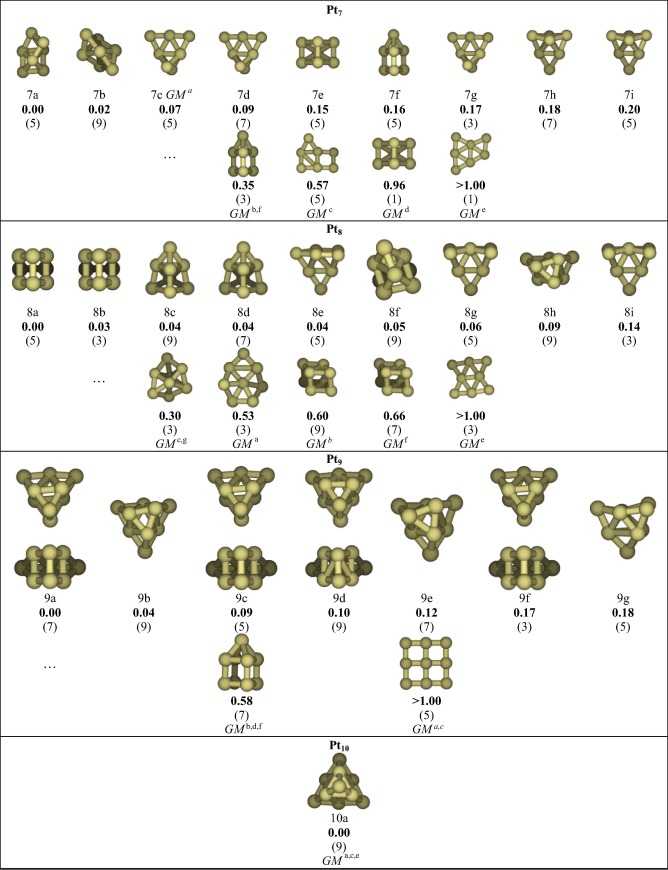 Pt7
7a 7b 7c GM a 7d 7e 7f 7g 7h 7i
0.00 0.02 0.07 0.09 0.15 0.16 0.17 0.18 0.20
(5) (9) (5) (7) (5) (5) (3) (7) (5)
...
0.35 0.57 0.96 >1.00
(3) (5) (1) (1)
GM b,f GM c GM d GM e
Pt8
8a 8b 8c 8d 8e 8f 8g 8h 8i
0.00 0.03 0.04 0.04 0.04 0.05 0.06 0.09 0.14
(5) (3) (9) (7) (5) (9) (5) (9) (3)
...
0.30 0.53 0.60 0.66 >1.00
(3) (3) (9) (7) (3)
GM c,g GM a GM b GM f GM e
Pt9
9a 9b 9c 9d 9e 9f 9g
0.00 0.04 0.09 0.10 0.12 0.17 0.18
(7) (9) (5) (9) (7) (3) (5)
...
0.58 >1.00
(7) (5)
GM b,d,f GM a,c
Pt10
10a
0.00
(9)
GM a,c,e